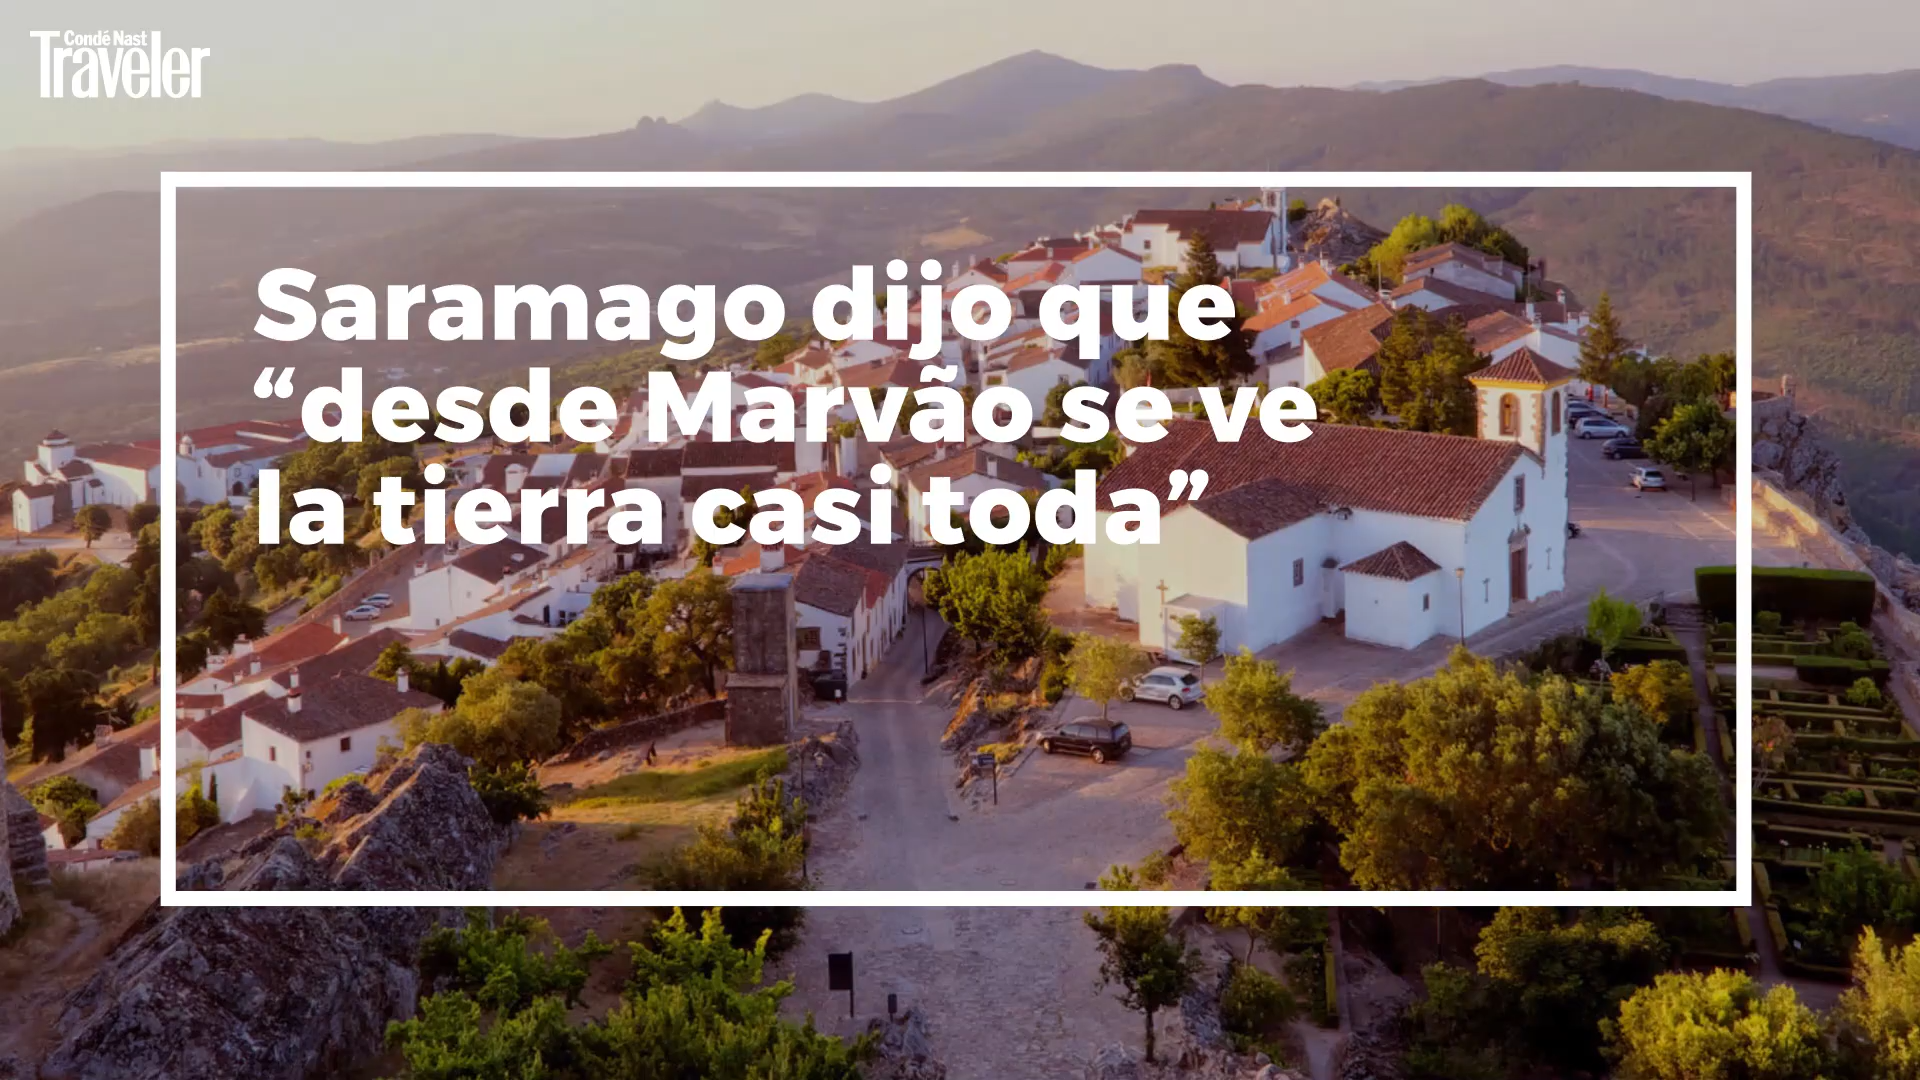 Condé Nast
Traveler
Saramago dijo que
“desde Marvão se ve
la tierra casi toda”